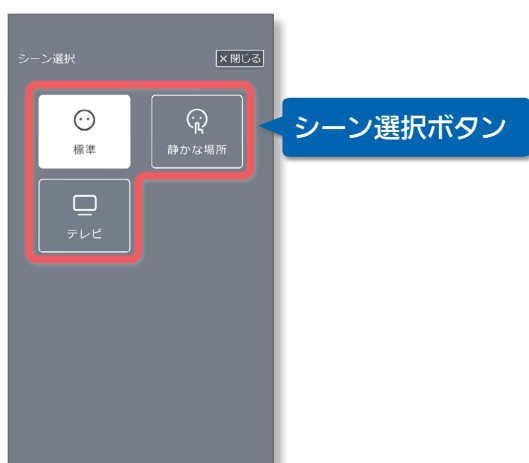 シーン選択
×閉じる
標準
静かな場所
テレビ
シーン選択ボタン